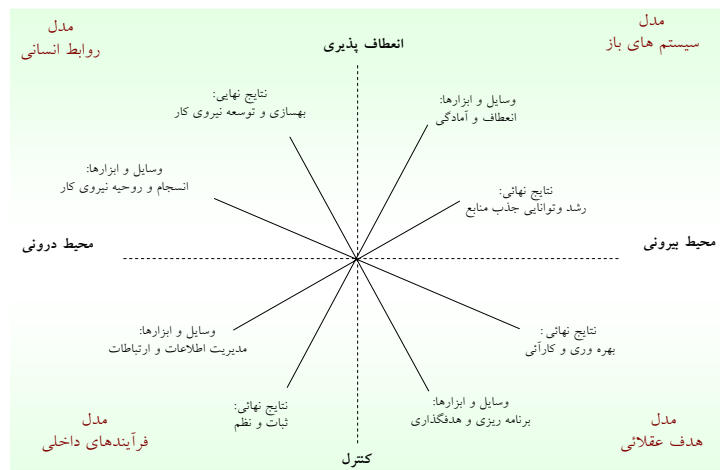 مدل
سیستم های باز
انعطاف پذیری
مدل
روابط انسانی
وسایل و ابزارها:
انعطاف و آمادگی
نتایج نهایی:
بهسازی و توسعه نیروی کار
وسایل و ابزارها:
انسجام و روحیه نیروی کار
نتایج نهائی:
رشد وتوانایی جذب منابع
محیط بیرونی
محیط درونی
نتایج نهائی :
بهره وری و کارآئی
وسایل و ابزارها:
مدیریت اطلاعات و ارتباطات
وسایل و ابزارها:
برنامه ریزی و هدفگذاری
نتایج نهائی:
ثبات و نظم
مدل
هدف عقلائی
مدل
فرآیندهای داخلی
کنترل